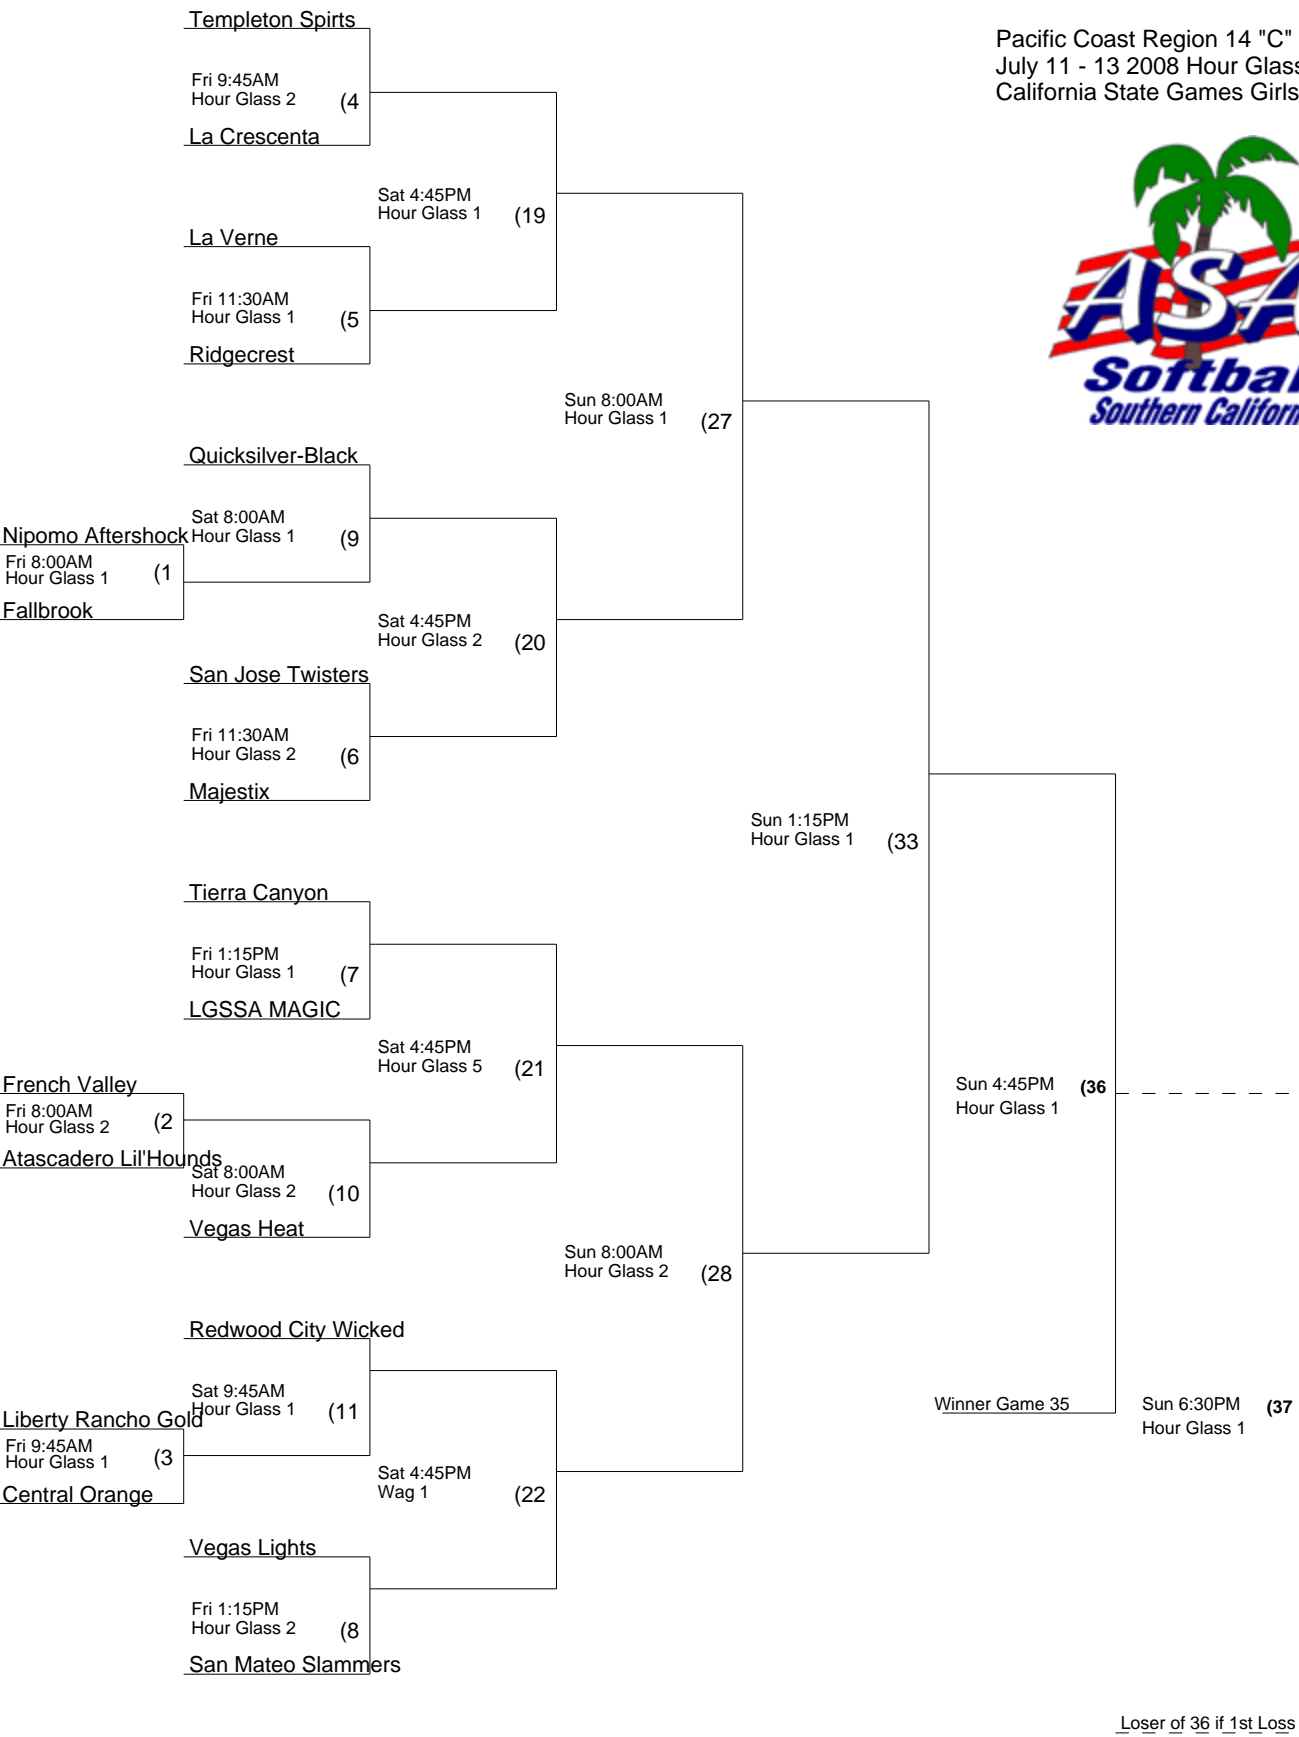 Templeton Spirts
Pacific Coast Region 14 "C"
July 11 - 13 2008 Hour Glass
California State Games Girls
Fri 9:45AM
Hour Glass 2 (4
La Crescenta
ASA
Softbal
Southern Californ
Sat 4:45PM
Hour Glass 1 (19
La Verne
Fri 11:30AM
Hour Glass 1 (5
Ridgecrest
Sun 8:00AM
Hour Glass 1 (27
Quicksilver-Black
Sat 8:00AM
Hour Glass 1 (9
Nipomo Aftershock
Fri 8:00AM
Hour Glass 1 (1
Fallbrook
Sat 4:45PM
Hour Glass 2 (20
San Jose Twisters
Fri 11:30AM
Hour Glass 2 (6
Majestix
Sun 1:15PM
Hour Glass 1 (33
Tierra Canyon
Fri 1:15PM
Hour Glass 1 (7
LGSSA MAGIC
Sat 4:45PM
Hour Glass 5 (21
French Valley
Fri 8:00AM
Hour Glass 2 (2
Atascadero Lil'Hounds
Sun 4:45PM (36
Hour Glass 1
Sat 8:00AM
Hour Glass 2 (10
Vegas Heat
Sun 8:00AM
Hour Glass 2 (28
Redwood City Wicked
Sat 9:45AM
Hour Glass 1 (11
Liberty Rancho Gold
Fri 9:45AM
Hour Glass 1 (3
Central Orange
Winner Game 35
Sun 6:30PM (37
Hour Glass 1
Sat 4:45PM
Wag 1 (22
Vegas Lights
Fri 1:15PM
Hour Glass 2 (8
San Mateo Slammers
Loser of 36 if 1st Loss